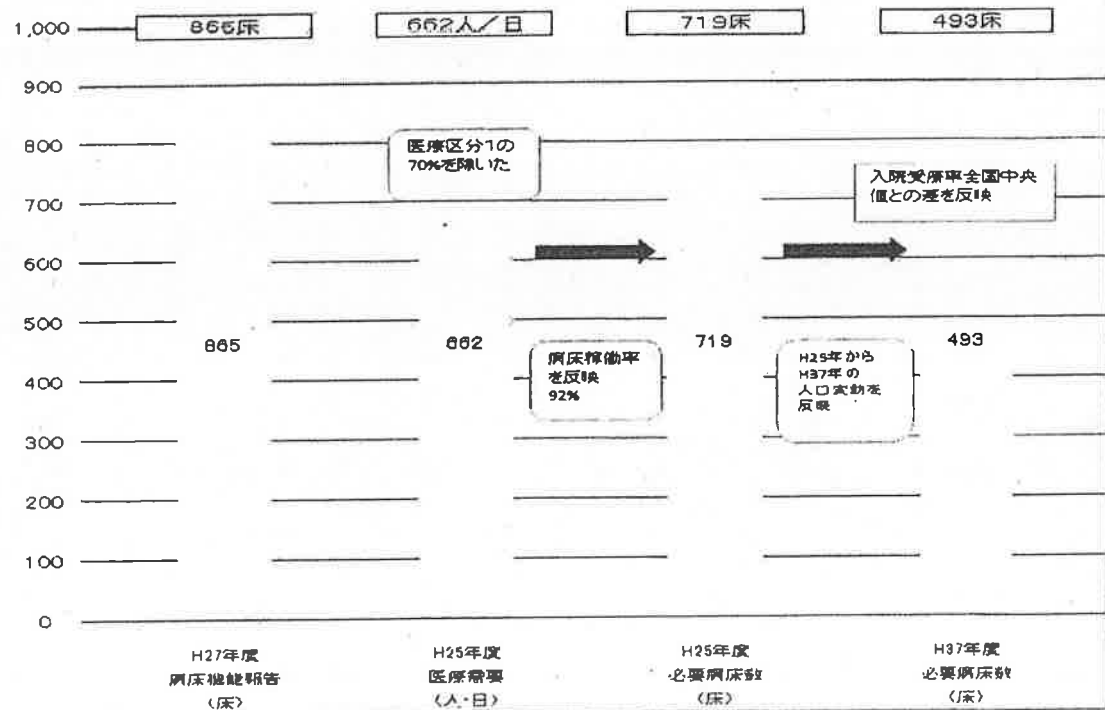 1,000
865床
662人／日
719床
493床
900
800
700
600
500
400
300
200
100
0
医療区分1の
70%を除いた
入院受療率全国中央
値との差を反映
865
662
719
493
病床稼働率
を反映
92%
H25年から
H37年の
人口変動を
反映
H27年度
病床機能報告
（床）
H25年度
医療需要
（人・日）
H25年度
必要病床数
（床）
H37年度
必要病床数
（床）